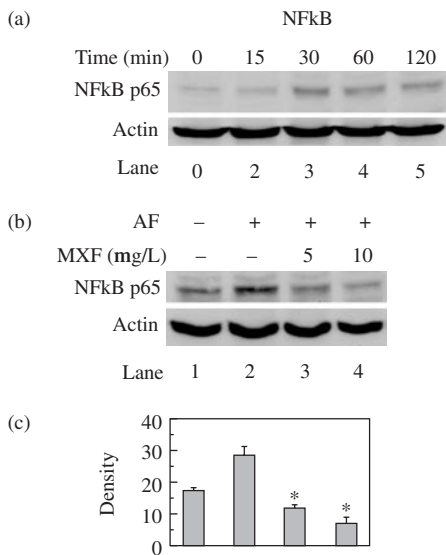 (a) NFkB
Time (min) 0 15 30 60 120
NFkB p65
Actin
Lane 0 2 3 4 5
(b) AF – + + +
MXF (mg/L) – – 5 10
NFkB p65
Actin
Lane 1 2 3 4
(c)
40
30
20
10
0
Density
* *